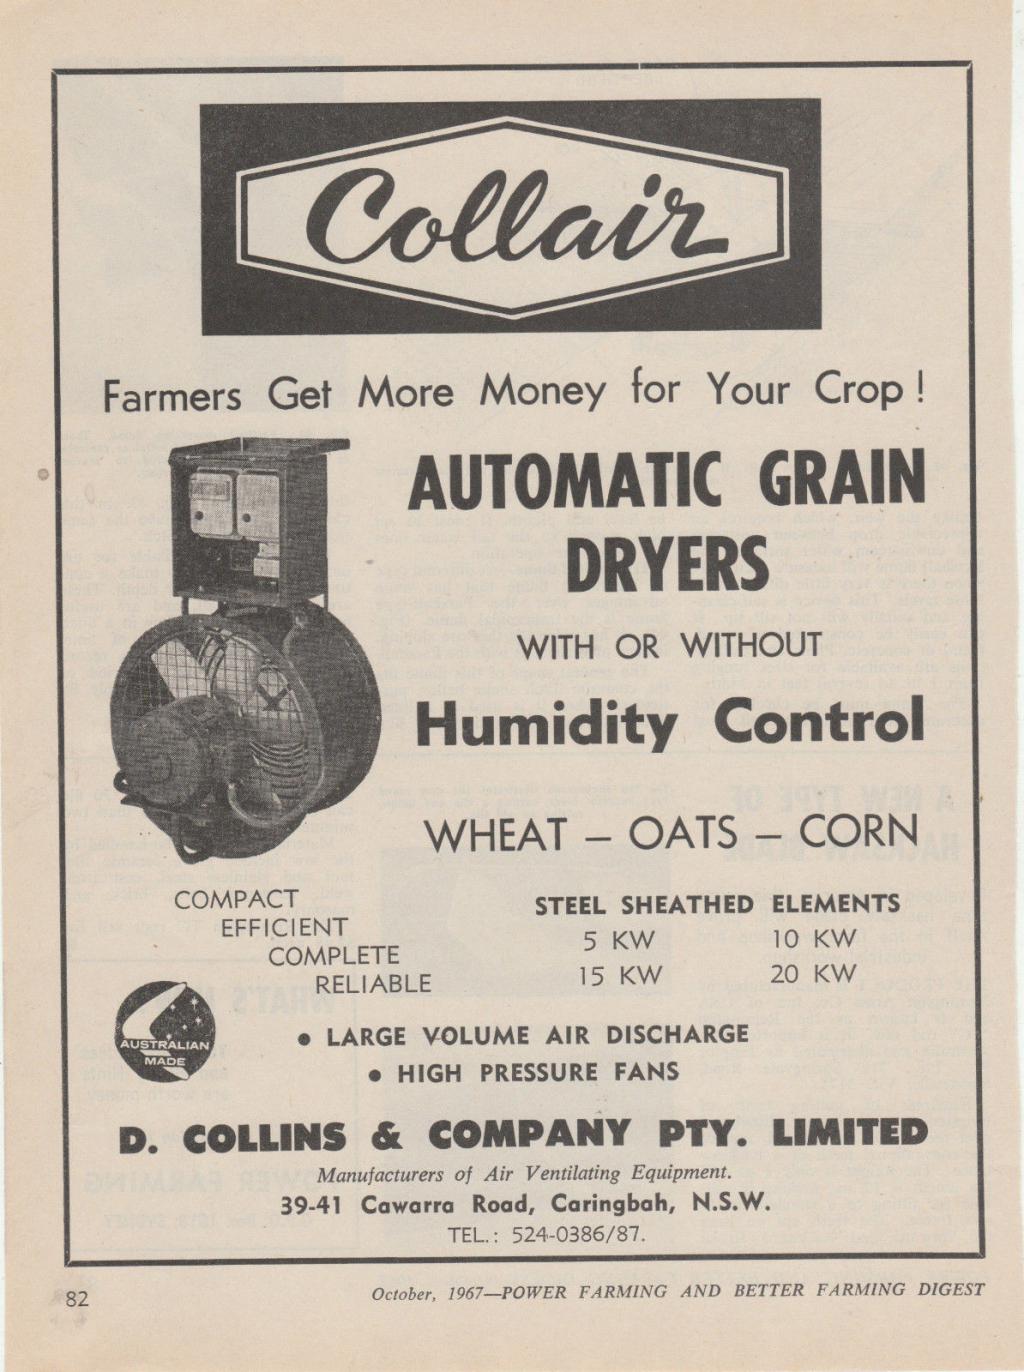 Collair
Farmers Get More Money for Your Crop !
AUTOMATIC GRAIN
DRYERS
WITH OR WITHOUT
Humidity Control
WHEAT – OATS – CORN
COMPACT
EFFICIENT
COMPLETE
RELIABLE
STEEL SHEATHED ELEMENTS
5 KW 10 KW
15 KW 20 KW
AUSTRALIAN
MADE
• LARGE VOLUME AIR DISCHARGE
• HIGH PRESSURE FANS
D. COLLINS & COMPANY PTY. LIMITED
Manufacturers of Air Ventilating Equipment.
39-41 Cawarra Road, Caringbah, N.S.W.
TEL.: 524-0386/87.
82
October, 1967—POWER FARMING AND BETTER FARMING DIGEST